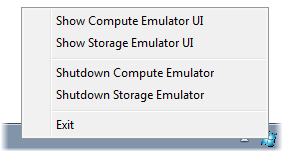 Show Compute Emulator UI
Show Storage Emulator UI
Shutdown Compute Emulator
Shutdown Storage Emulator
Exit